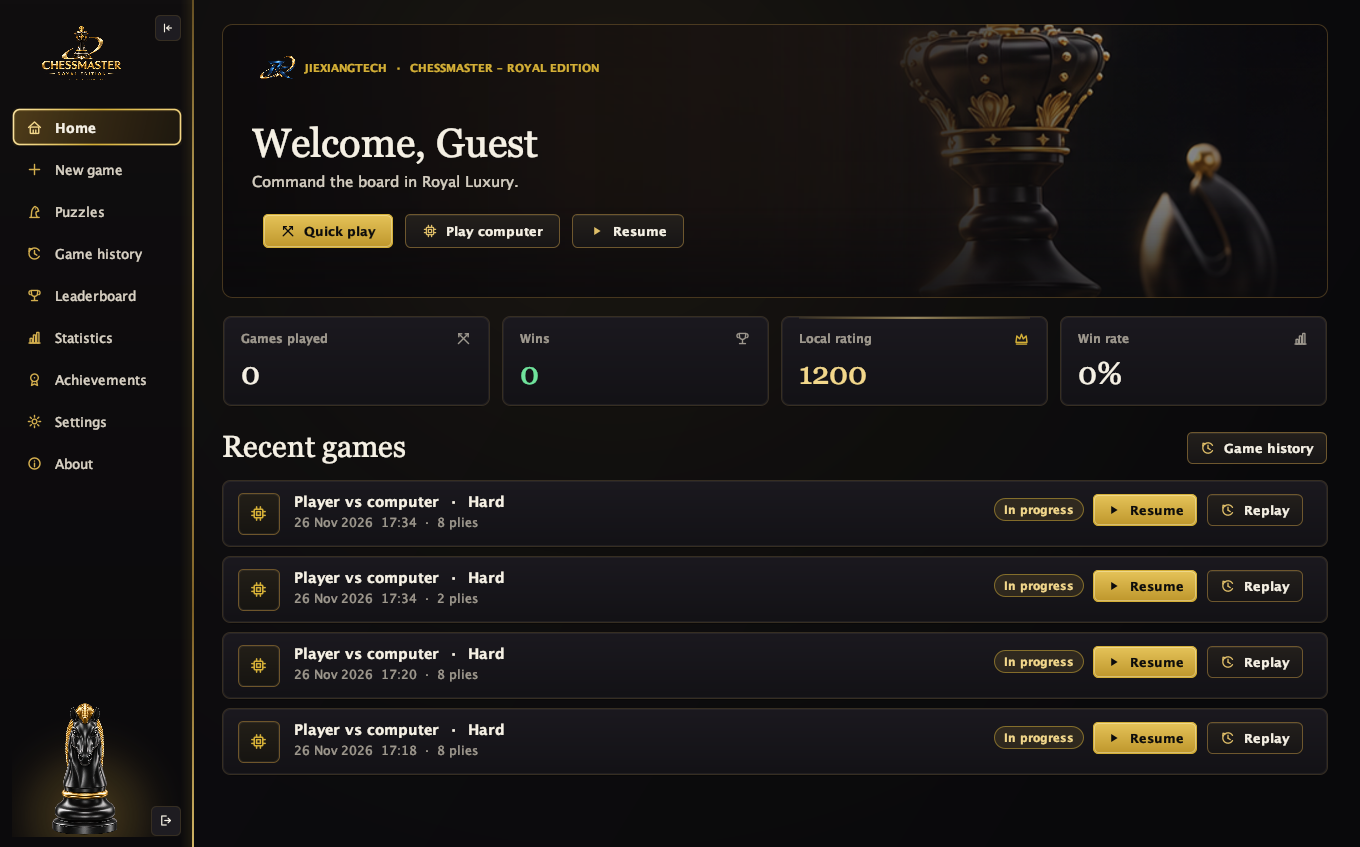 CHESSMASTER
ROYAL EDITION
Home
New game
Puzzles
Game history
Leaderboard
Statistics
Achievements
Settings
About
JIEXIANGTECH · CHESSMASTER – ROYAL EDITION
Welcome, Guest
Command the board in Royal Luxury.
Quick play
Play computer
Resume
Games played
0
Wins
0
Local rating
1200
Win rate
0%
Recent games
Game history
Player vs computer · Hard
26 Nov 2026 17:34 · 8 plies
In progress
Resume
Replay
Player vs computer · Hard
26 Nov 2026 17:34 · 2 plies
In progress
Resume
Replay
Player vs computer · Hard
26 Nov 2026 17:20 · 8 plies
In progress
Resume
Replay
Player vs computer · Hard
26 Nov 2026 17:18 · 8 plies
In progress
Resume
Replay